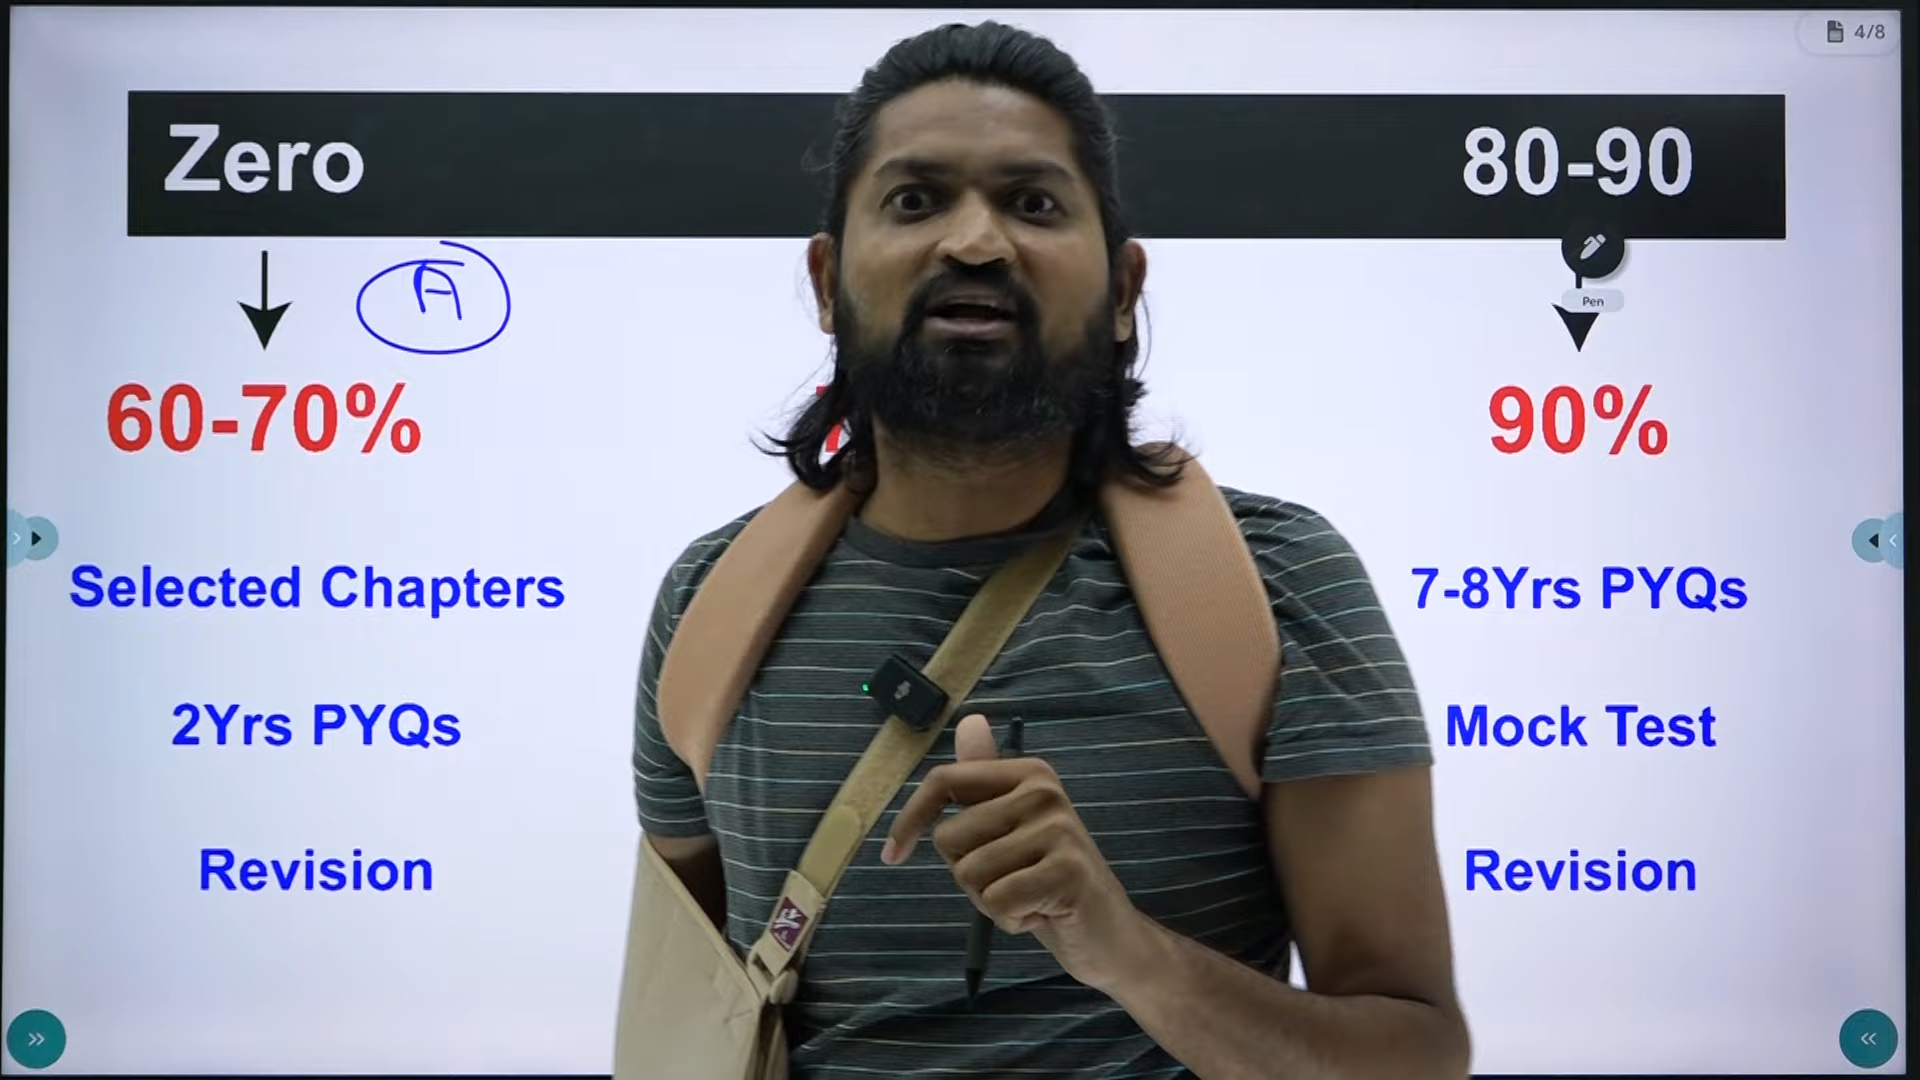 4/8
Zero
80-90
A
Pen
60-70%
90%
Selected Chapters
7-8Yrs PYQs
2Yrs PYQs
Mock Test
Revision
Revision